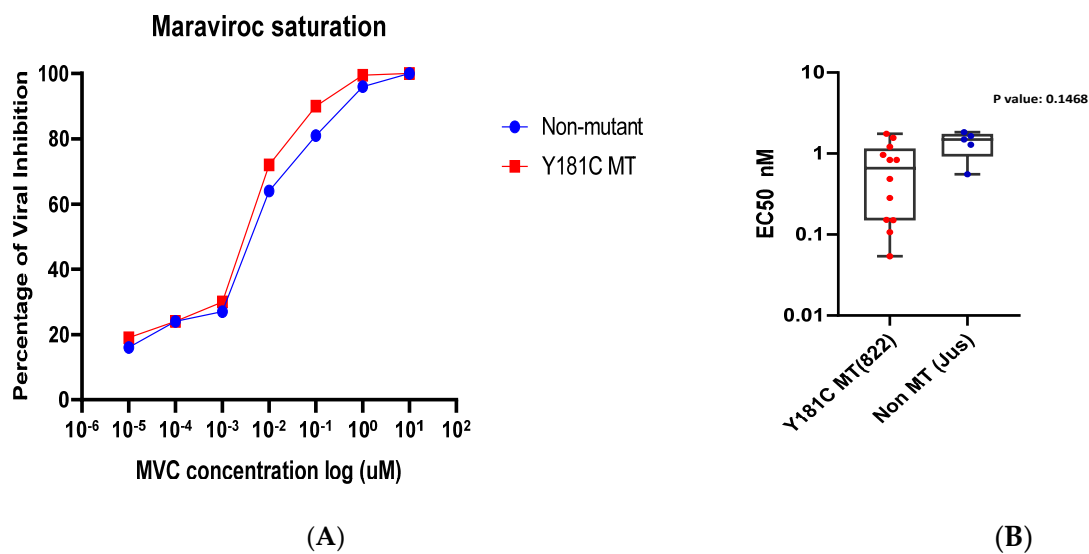 Maraviroc saturation
Percentage of Viral Inhibition
100
80
60
40
20
0
10⁻⁶ 10⁻⁵ 10⁻⁴ 10⁻³ 10⁻² 10⁻¹ 10⁰ 10¹ 10²
MVC concentration log (uM)
Non-mutant
Y181C MT
(A)
P value: 0.1468
EC50 nM
10
1
0.1
0.01
Y181C MT(822)
Non MT (Jus)
(B)